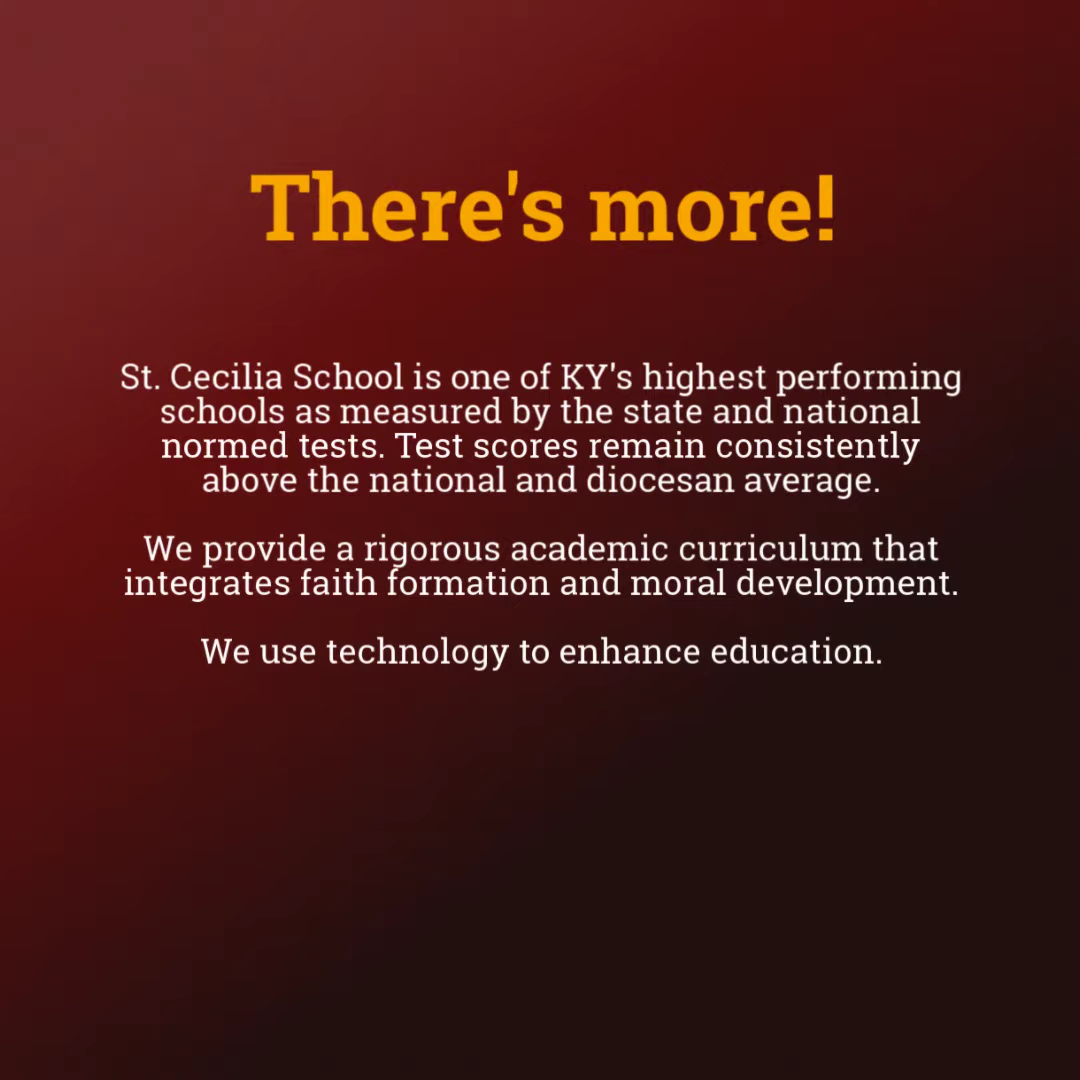 There's more!
St. Cecilia School is one of KY's highest performing
schools as measured by the state and national
normed tests. Test scores remain consistently
above the national and diocesan average.
We provide a rigorous academic curriculum that
integrates faith formation and moral development.
We use technology to enhance education.